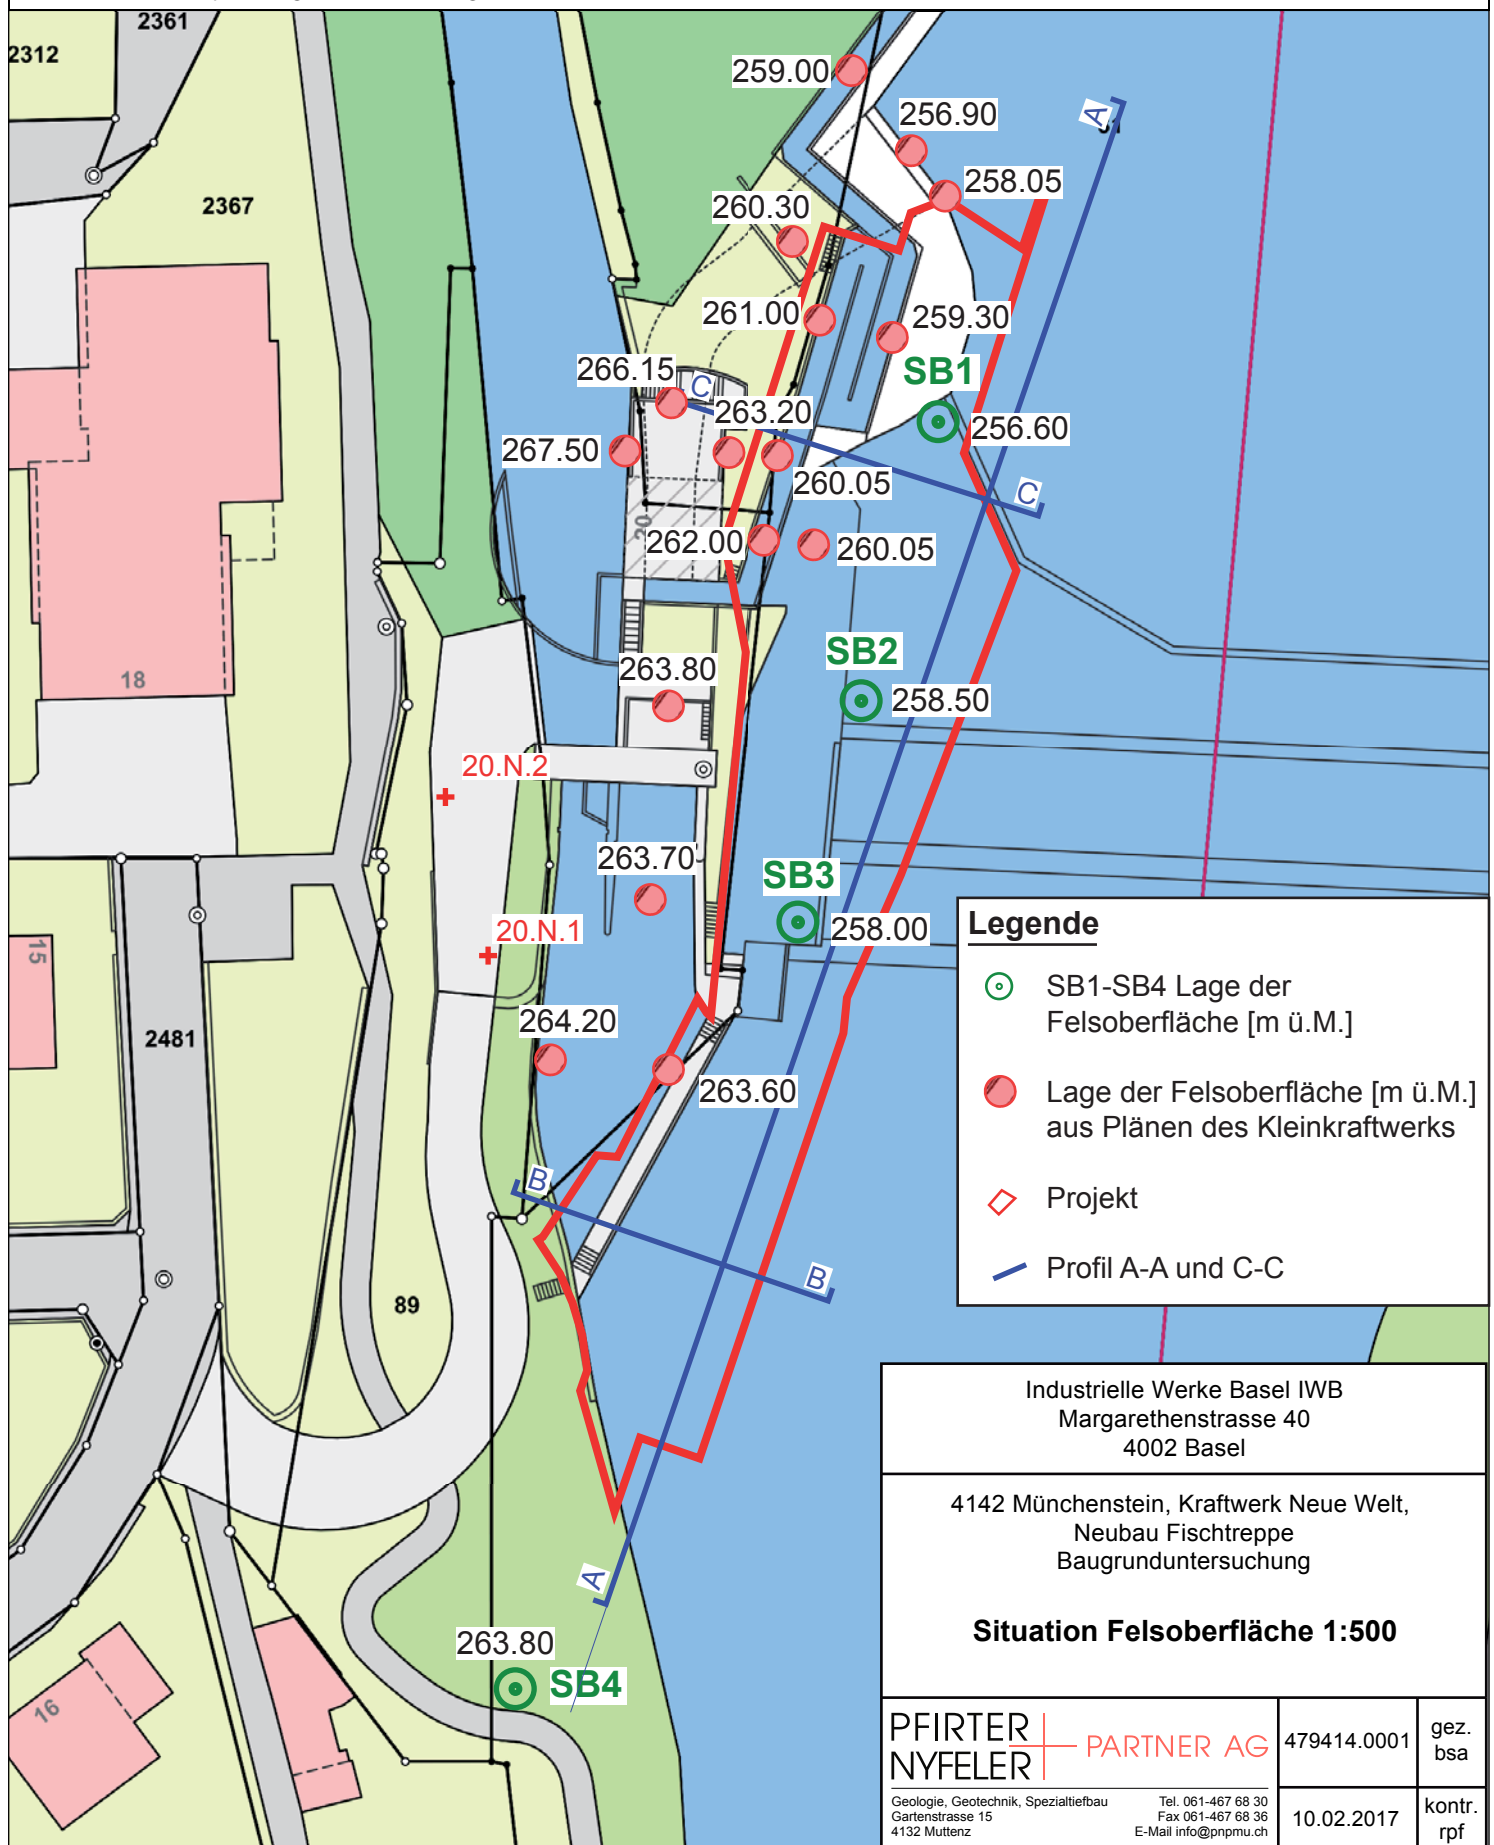 2361
2312
259.00
256.90
A
258.05
2367
260.30
261.00
259.30
266.15
C
SB1
263.20
256.60
267.50
260.05
C
20
262.00
260.05
SB2
263.80
18
258.50
20.N.2
263.70
SB3
258.00
20.N.1
15
264.20
2481
263.60
B
B
89
Legende
SB1-SB4 Lage der
Felsoberfläche [m ü.M.]
Lage der Felsoberfläche [m ü.M.]
aus Plänen des Kleinkraftwerks
Projekt
Profil A-A und C-C
A
263.80
SB4
16
Industrielle Werke Basel IWB
Margarethenstrasse 40
4002 Basel
4142 Münchenstein, Kraftwerk Neue Welt,
Neubau Fischtreppe
Baugrunduntersuchung
Situation Felsoberfläche 1:500
PFIRTER
NYFELER
PARTNER AG
479414.0001
gez.
bsa
Geologie, Geotechnik, Spezialtiefbau
Gartenstrasse 15
4132 Muttenz
Tel. 061-467 68 30
Fax 061-467 68 36
E-Mail info@pnpmu.ch
10.02.2017
kontr.
rpf